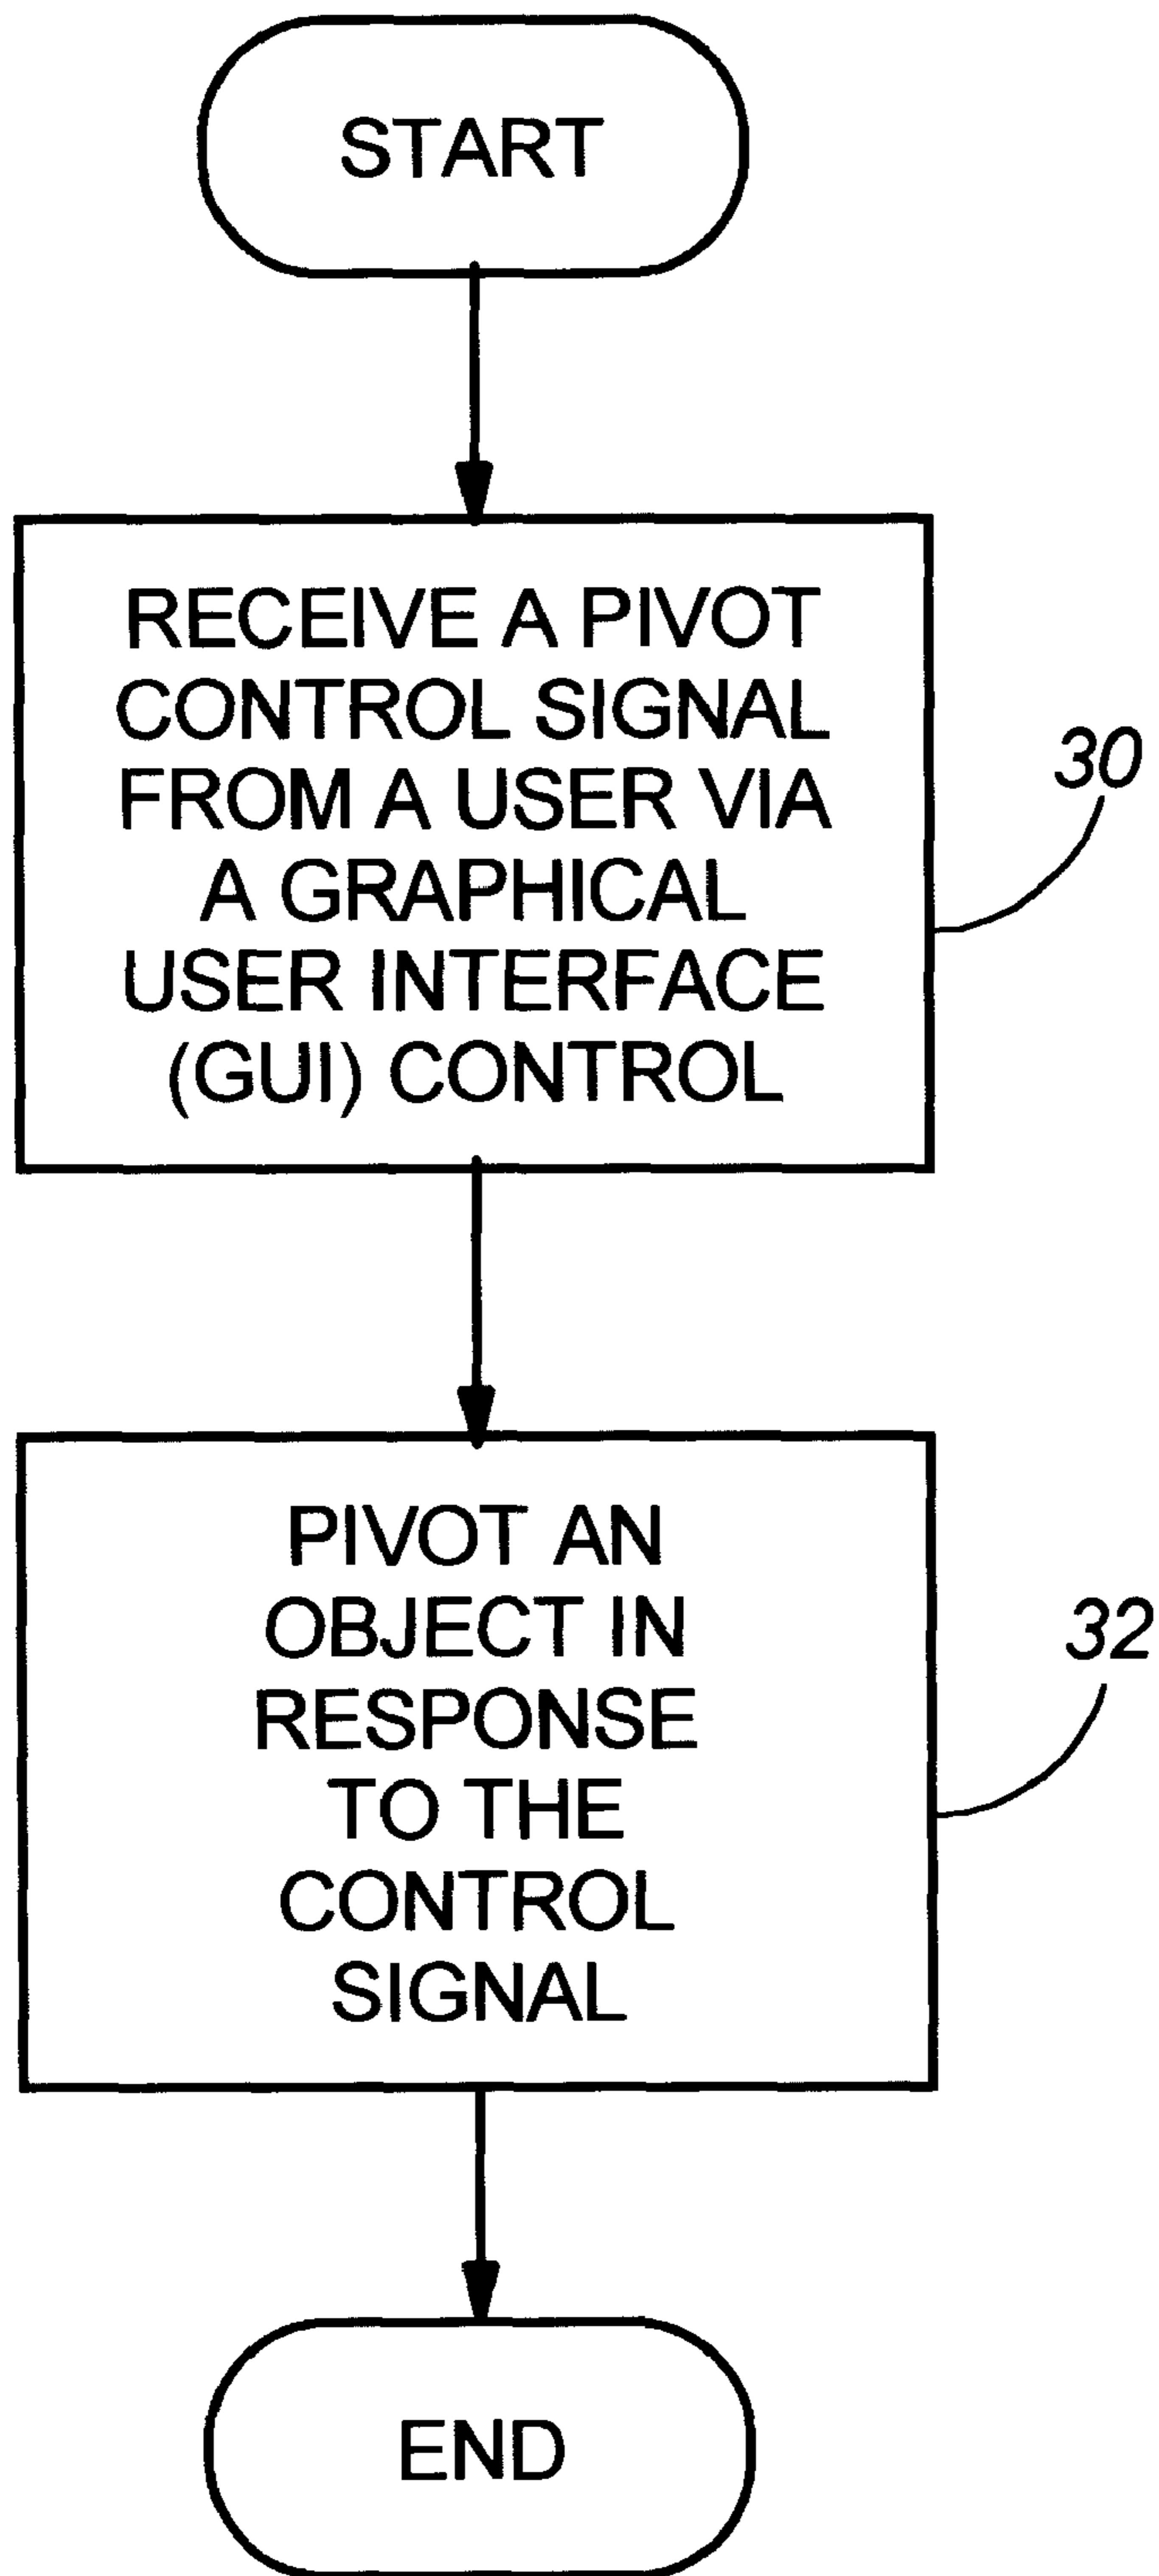 START
RECEIVE A PIVOT
CONTROL SIGNAL
FROM A USER VIA
A GRAPHICAL
USER INTERFACE
(GUI) CONTROL
30
PIVOT AN
OBJECT IN
RESPONSE
TO THE
CONTROL
SIGNAL
32
END